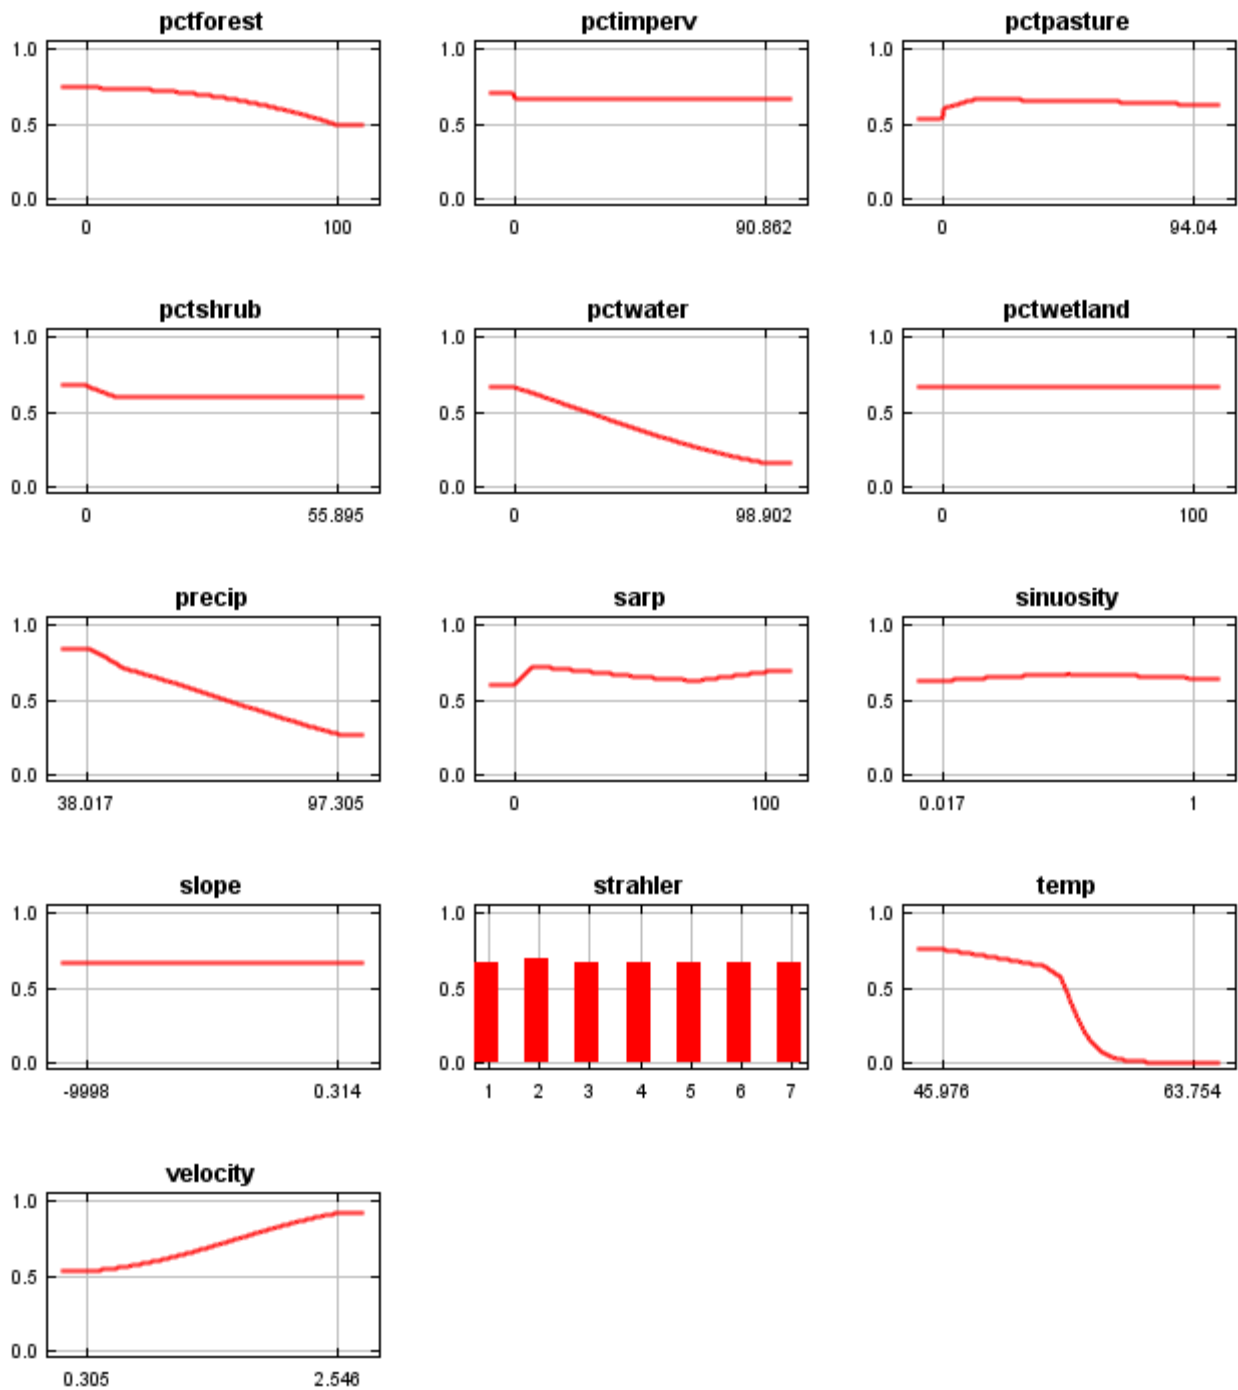 pctforest pctimperv pctpasture
1.0 1.0 1.0
0.5 0.5 0.5
0.0 0.0 0.0
0 100 0 90.862 0 94.04
pctshrub pctwater pctwetland
1.0 1.0 1.0
0.5 0.5 0.5
0.0 0.0 0.0
0 55.895 0 98.902 0 100
precip sarp sinuosity
1.0 1.0 1.0
0.5 0.5 0.5
0.0 0.0 0.0
38.017 97.305 0 100 0.017 1
slope strahler temp
1.0 1.0 1.0
0.5 0.5 0.5
0.0 0.0 0.0
-9998 0.314 1 2 3 4 5 6 7 45.976 63.754
velocity
1.0
0.5
0.0
0.305 2.546